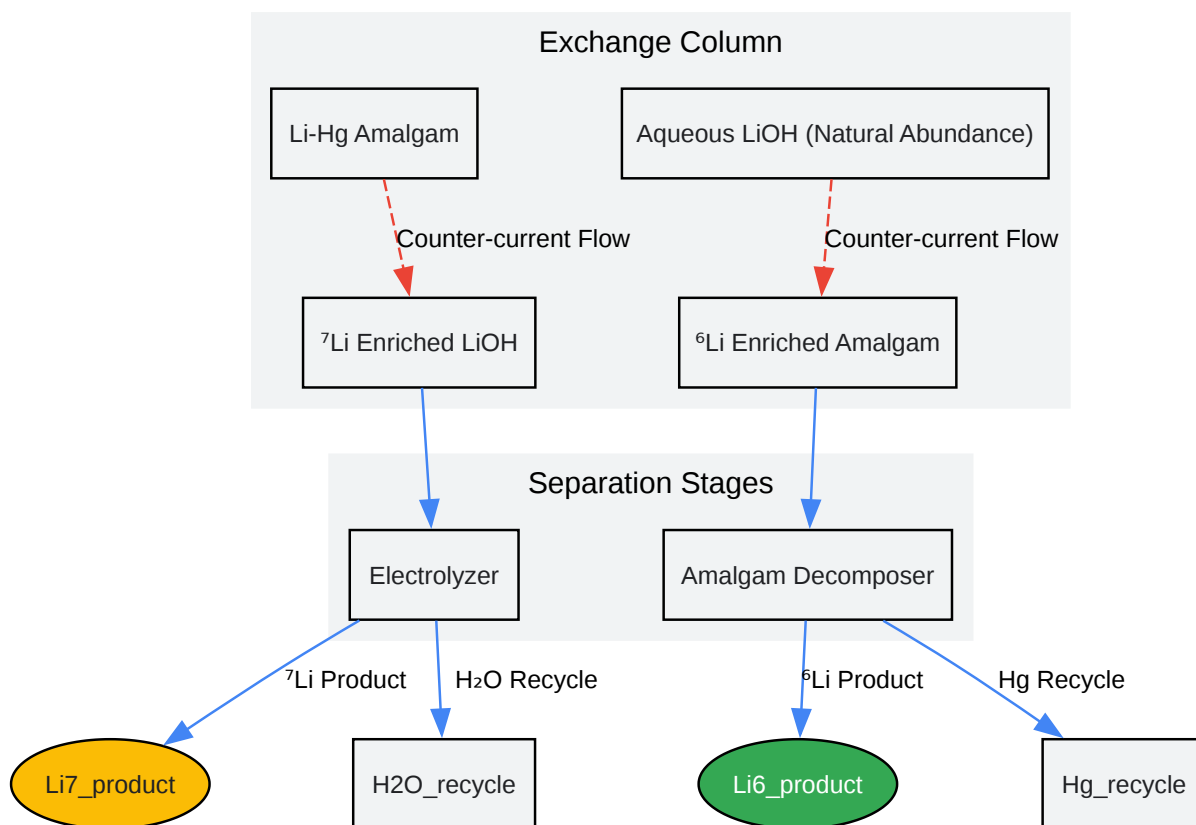 Exchange Column
Li-Hg Amalgam
Aqueous LiOH (Natural Abundance)
Counter-current Flow
Counter-current Flow
⁷Li Enriched LiOH
⁶Li Enriched Amalgam
Separation Stages
Electrolyzer
Amalgam Decomposer
⁷Li Product
H₂O Recycle
⁶Li Product
Hg Recycle
Li7_product
H2O_recycle
Li6_product
Hg_recycle